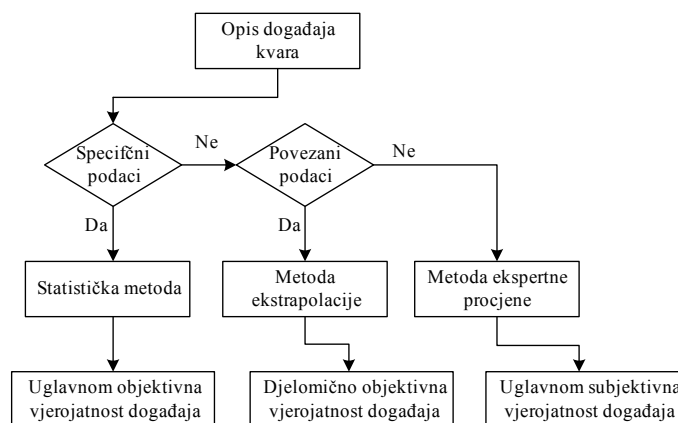 Opis događaja
kvara
Specifčni
podaci
Ne
Povezani
podaci
Ne
Da
Da
Statistička metoda
Metoda
ekstrapolacije
Metoda ekspertne
procjene
Uglavnom objektivna
vjerojatnost događaja
Djelomično objektivna
vjerojatnost događaja
Uglavnom subjektivna
vjerojatnost događaja